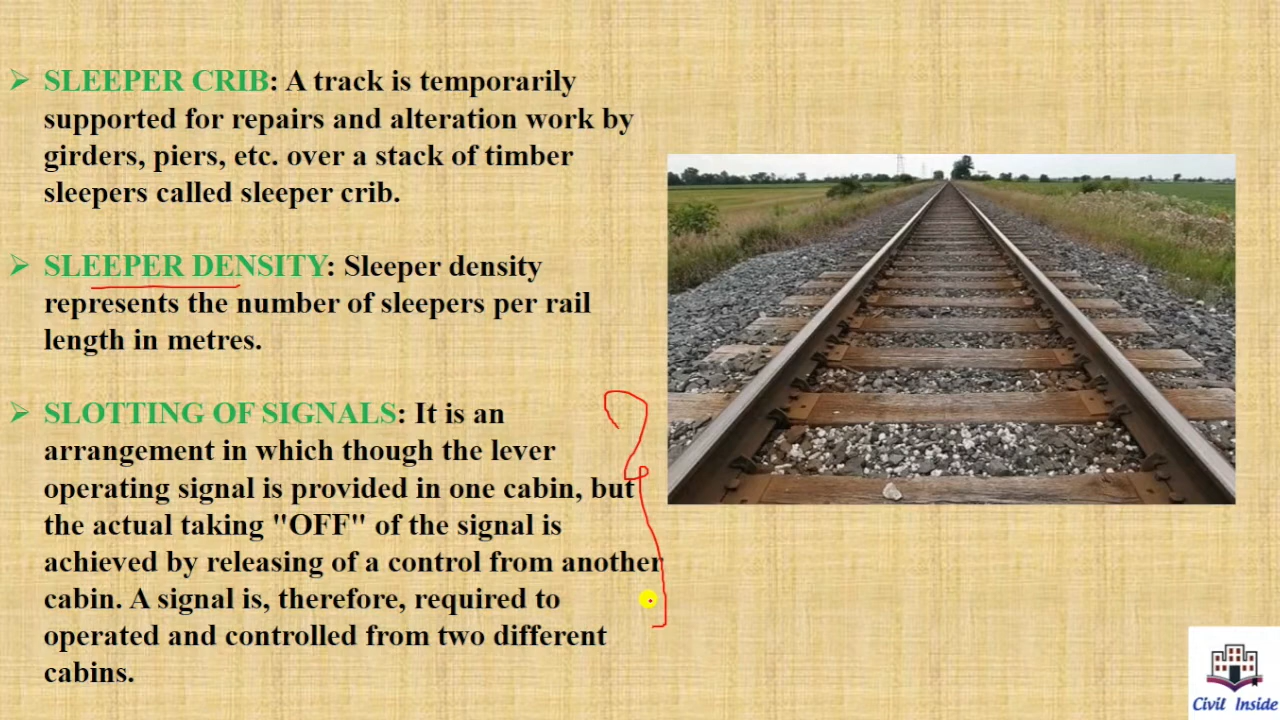 SLEEPER CRIB: A track is temporarily
supported for repairs and alteration work by
girders, piers, etc. over a stack of timber
sleepers called sleeper crib.
SLEEPER DENSITY: Sleeper density
represents the number of sleepers per rail
length in metres.
SLOTTING OF SIGNALS: It is an
arrangement in which though the lever
operating signal is provided in one cabin, but
the actual taking "OFF" of the signal is
achieved by releasing of a control from another
cabin. A signal is, therefore, required to
operated and controlled from two different
cabins.
Civil Inside